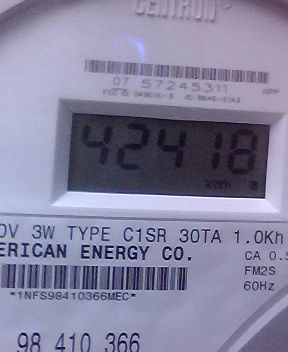 CENTRON®
07 57245311
42418
kWh
0V 3W TYPE C1SR 30TA 1.0Kh
ERICAN ENERGY CO.
CA 0.5
FM2S
*1NFS98410366MEC*
60Hz
98 410 366